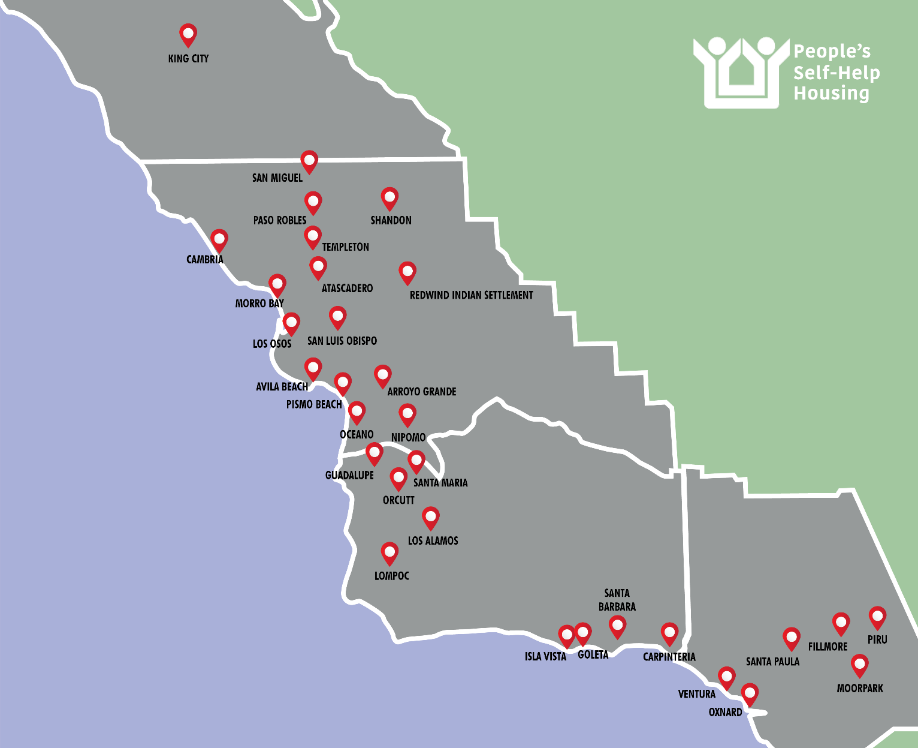 KING CITY
People's
Self-Help
Housing
SAN MIGUEL
PASO ROBLES
SHANDON
TEMPLETON
CAMBRIA
ATASCADERO
REDWIND INDIAN SETTLEMENT
MORRO BAY
LOS OSOS
SAN LUIS OBISPO
AVILA BEACH
ARROYO GRANDE
PISMO BEACH
OCEANO
NIPOMO
GUADALUPE
SANTA MARIA
ORCUTT
LOS ALAMOS
LOMPOC
SANTA
BARBARA
ISLA VISTA
GOLETA
CARPINTERIA
SANTA PAULA
FILLMORE
PIRU
MOORPARK
VENTURA
OXNARD